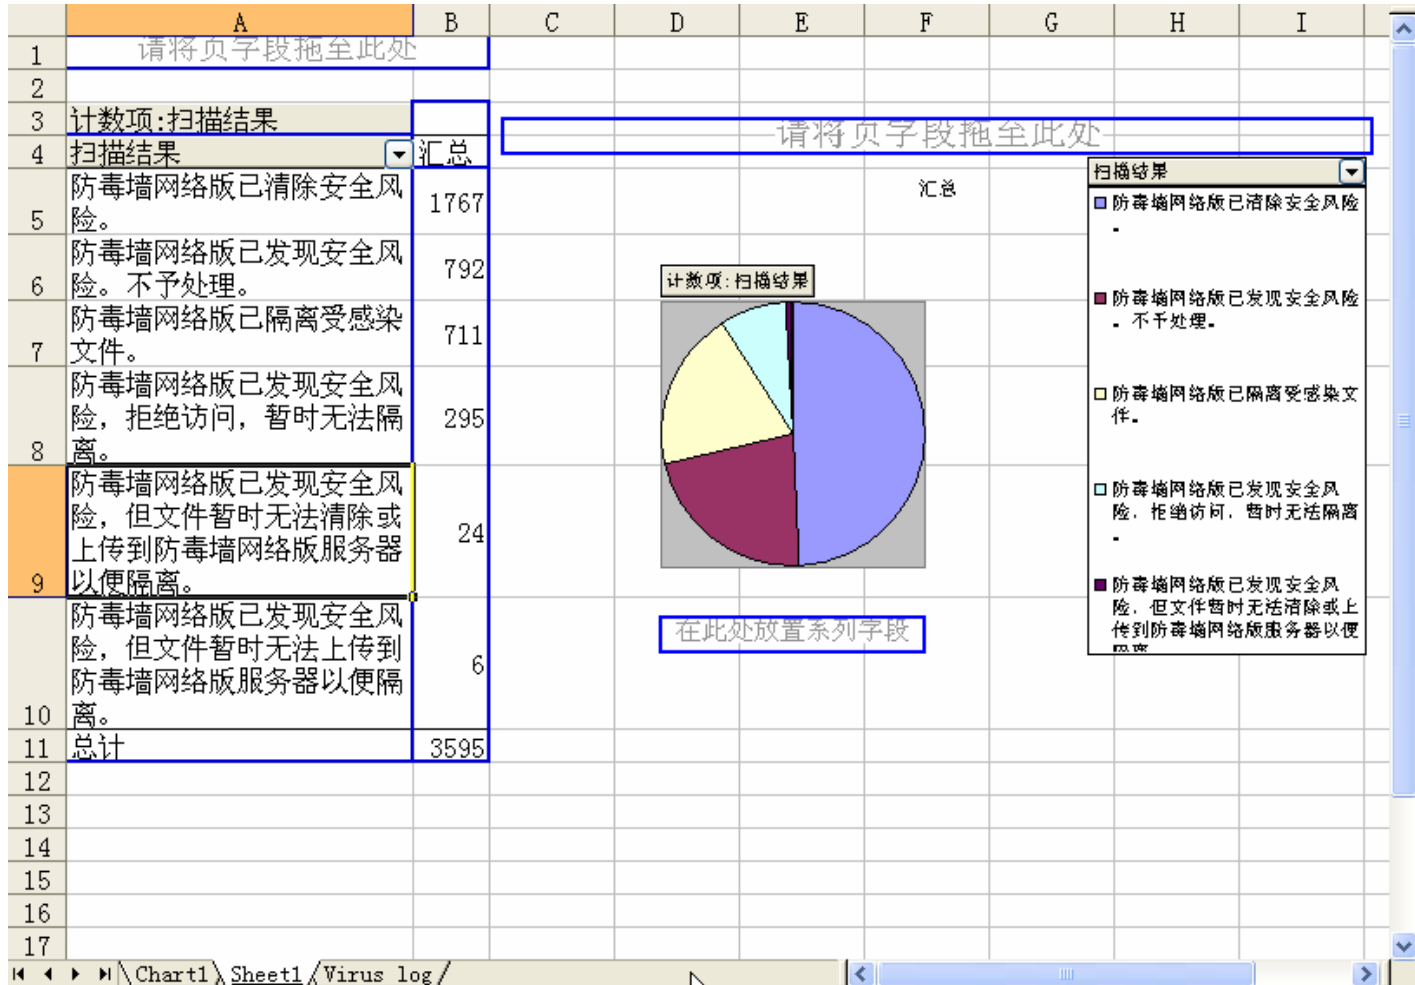 A B C D E F G H I
1 请将页字段拖至此处
2
3 计数项:扫描结果
请将页字段拖至此处
4 扫描结果 汇总
5 防毒墙网络版已清除安全风
险。 1767
6 防毒墙网络版已发现安全风
险。不予处理。 792
7 防毒墙网络版已隔离受感染
文件。 711
8 防毒墙网络版已发现安全风
险，拒绝访问，暂时无法隔
离。 295
9 防毒墙网络版已发现安全风
险，但文件暂时无法清除或
上传到防毒墙网络版服务器
以便隔离。 24
10 防毒墙网络版已发现安全风
险，但文件暂时无法上传到
防毒墙网络版服务器以便隔
离。 6
11 总计 3595
12
13
14
15
16
17
汇总
计数项:扫描结果
在此处放置系列字段
扫描结果
防毒墙网络版已清除安全风险
。
防毒墙网络版已发现安全风险
。不予处理。
防毒墙网络版已隔离受感染文
件。
防毒墙网络版已发现安全风
险，拒绝访问，暂时无法隔离
。
防毒墙网络版已发现安全风
险，但文件暂时无法清除或上
传到防毒墙网络版服务器以便
隔离
Chart1 Sheet1 Virus log